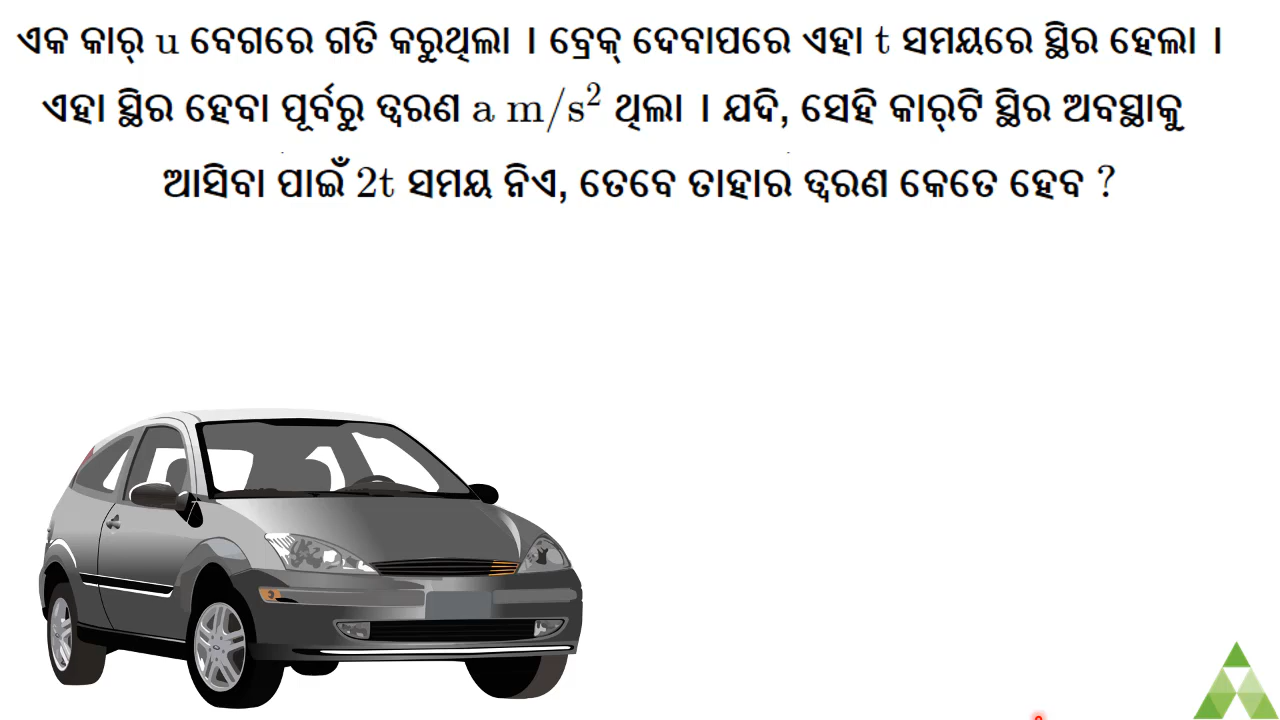 ଏକ କାର୍ u ବେଗରେ ଗତି କରୁଥିଲା । ବ୍ରେକ୍ ଦେବାପରେ ଏହା t ସମୟରେ ସ୍ଥିର ହେଲା ।
ଏହା ସ୍ଥିର ହେବା ପୂର୍ବରୁ ତ୍ୱରଣ a m/s² ଥିଲା । ଯଦି, ସେହି କାର୍‌ଟି ସ୍ଥିର ଅବସ୍ଥାକୁ
ଆସିବା ପାଇଁ 2t ସମୟ ନିଏ, ତେବେ ତାହାର ତ୍ୱରଣ କେତେ ହେବ ?